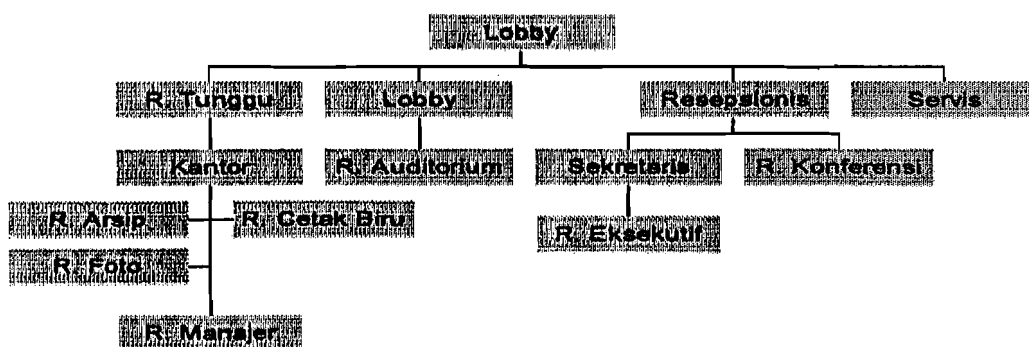 Lobby
R. Tunggu
Lobby
Resepsionis
Servis
Kantor
R. Auditorium
Sekretaris
R. Konferensi
R. Arsip
R. Cetak Biru
R. Eksekutif
R. Foto
R. Manajer